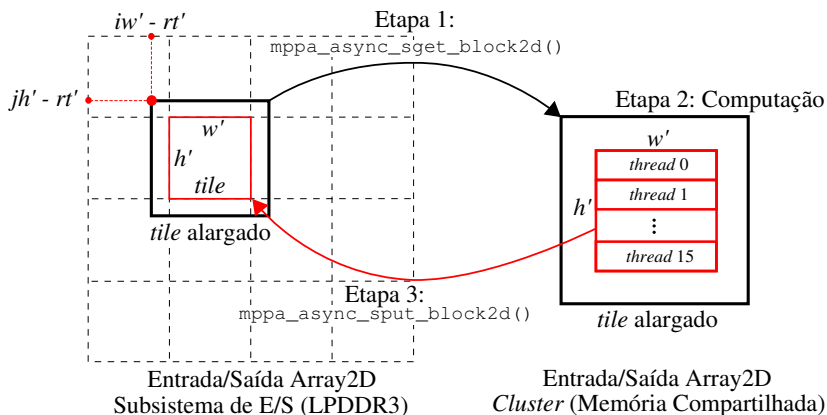 iw' - rt'
Etapa 1:
mppa_async_sget_block2d()
jh' - rt'
Etapa 2: Computação
w'
h'
tile
tile alargado
w'
h'
thread 0
thread 1
⋮
thread 15
Etapa 3:
mppa_async_sput_block2d()
tile alargado
Entrada/Saída Array2D
Subsistema de E/S (LPDDR3)
Entrada/Saída Array2D
Cluster (Memória Compartilhada)